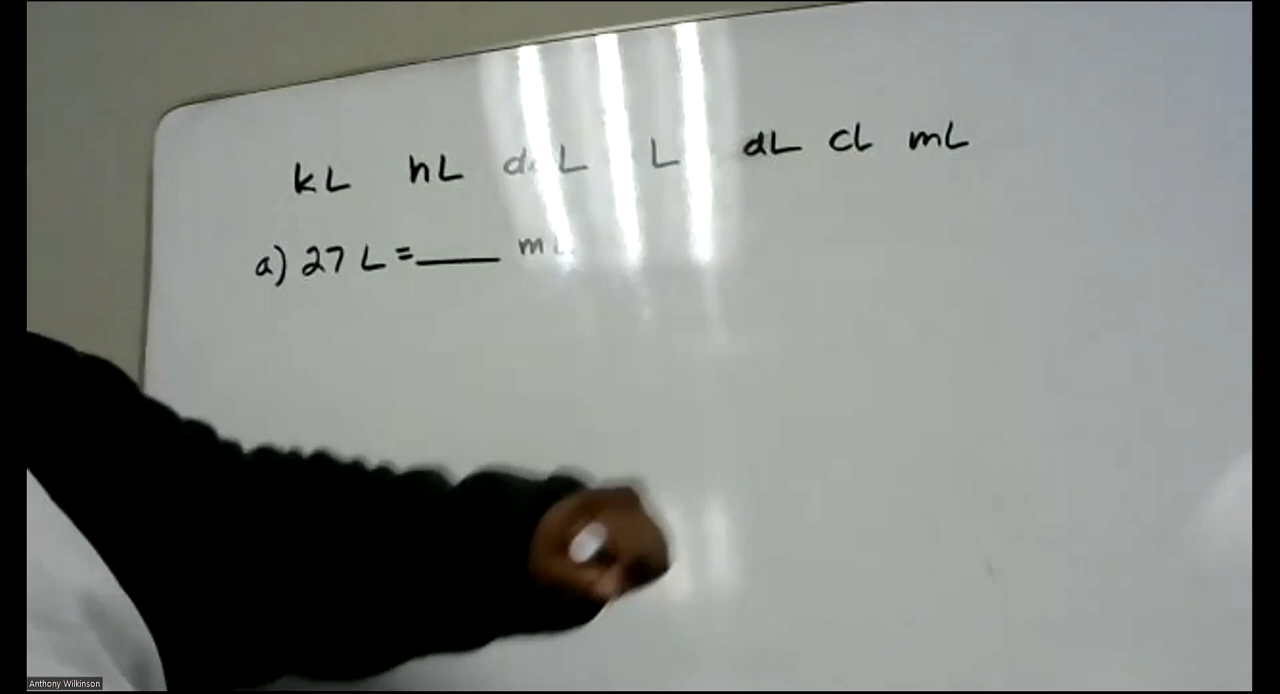 kL hL daL L dL cL mL
a) 27 L = ____ mL
Anthony Wilkinson